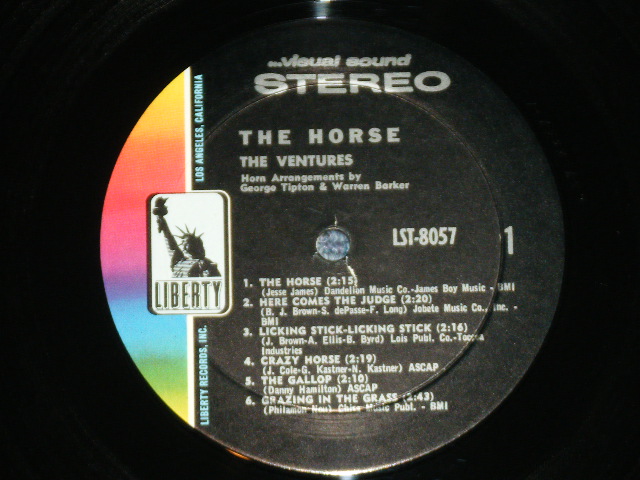 ...visual sound
STEREO
THE HORSE
THE VENTURES
Horn Arrangements by
George Tipton & Warren Barker
LST-8057
1
1. THE HORSE (2:15)
(Jesse James) Dandelion Music Co.-James Boy Music - BMI
2. HERE COMES THE JUDGE (2:20)
(B. J. Brown-S. dePasse-F. Long) Jobete Music Co., Inc. -
BMI
3. LICKING STICK-LICKING STICK (2:16)
(J. Brown-A. Ellis-B. Byrd) Lois Publ. Co.-Toccoa
Industries
4. CRAZY HORSE (2:19)
(J. Cole-G. Kastner-N. Kastner) ASCAP
5. THE GALLOP (2:10)
(Danny Hamilton) ASCAP
6. GRAZING IN THE GRASS (2:43)
(Philamon Hou) Chisa Music Publ. - BMI
LOS ANGELES, CALIFORNIA
LIBERTY
LIBERTY RECORDS, INC.